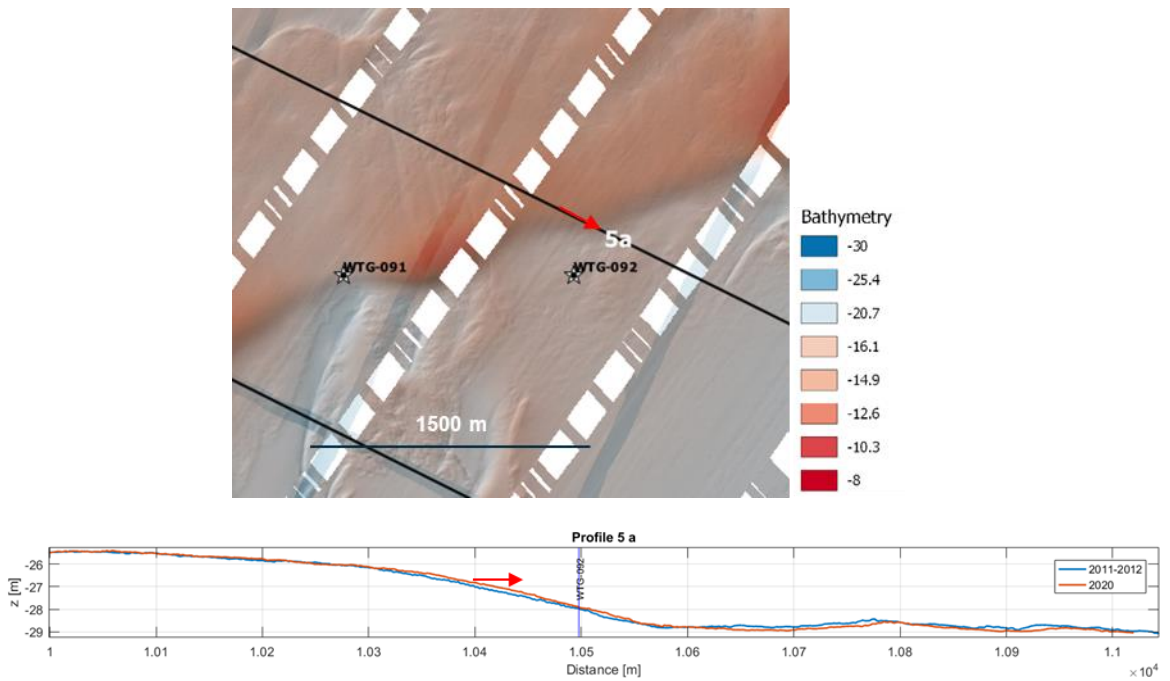 Bathymetry
-30
-25.4
-20.7
-16.1
-14.9
-12.6
-10.3
-8
5a
WTG-091
WTG-092
1500 m
Profile 5 a
z [m]
-26
-27
-28
-29
WTG-092
2011-2012
2020
1 1.01 1.02 1.03 1.04 1.05 1.06 1.07 1.08 1.09 1.1
Distance [m]
×10⁴